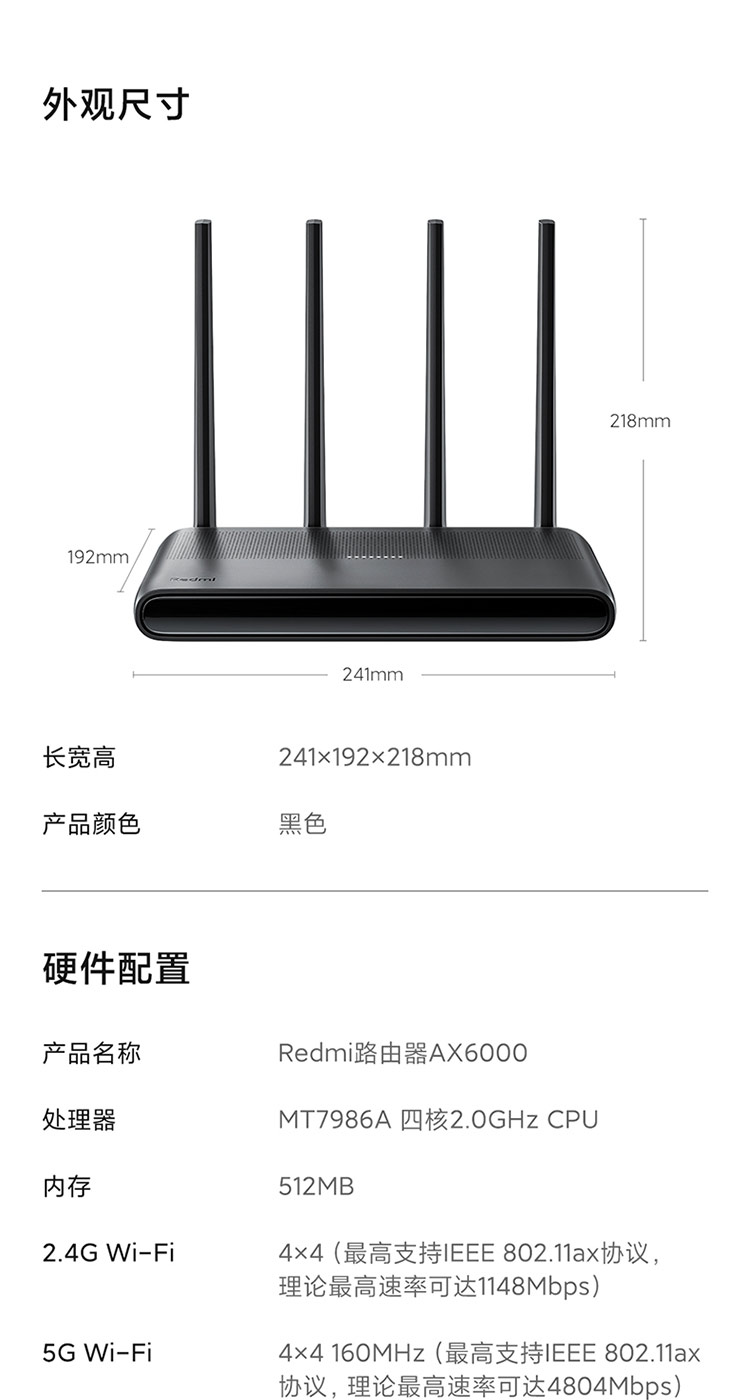 外观尺寸
218mm
192mm
Redmi
241mm
长宽高 241×192×218mm
产品颜色 黑色
硬件配置
产品名称 Redmi路由器AX6000
处理器 MT7986A 四核2.0GHz CPU
内存 512MB
2.4G Wi-Fi 4×4（最高支持IEEE 802.11ax协议，
理论最高速率可达1148Mbps）
5G Wi-Fi 4×4 160MHz（最高支持IEEE 802.11ax
协议，理论最高速率可达4804Mbps）